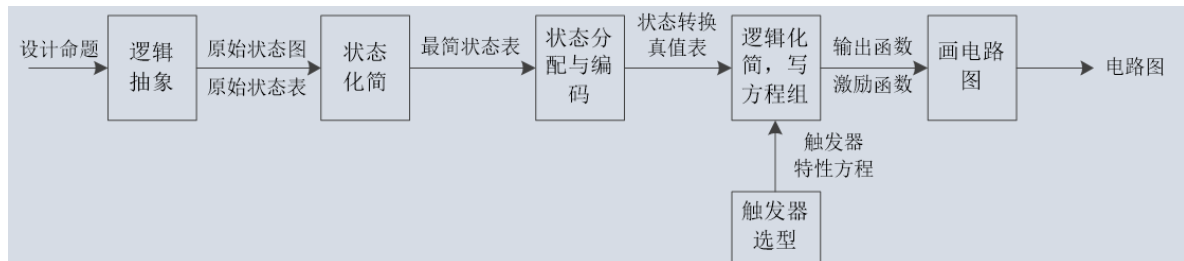 设计命题
逻辑
抽象
原始状态图
原始状态表
状态
化简
最简状态表
状态分
配与编
码
状态转换
真值表
逻辑化
简，写
方程组
输出函数
激励函数
画电路
图
电路图
触发器
特性方程
触发器
选型